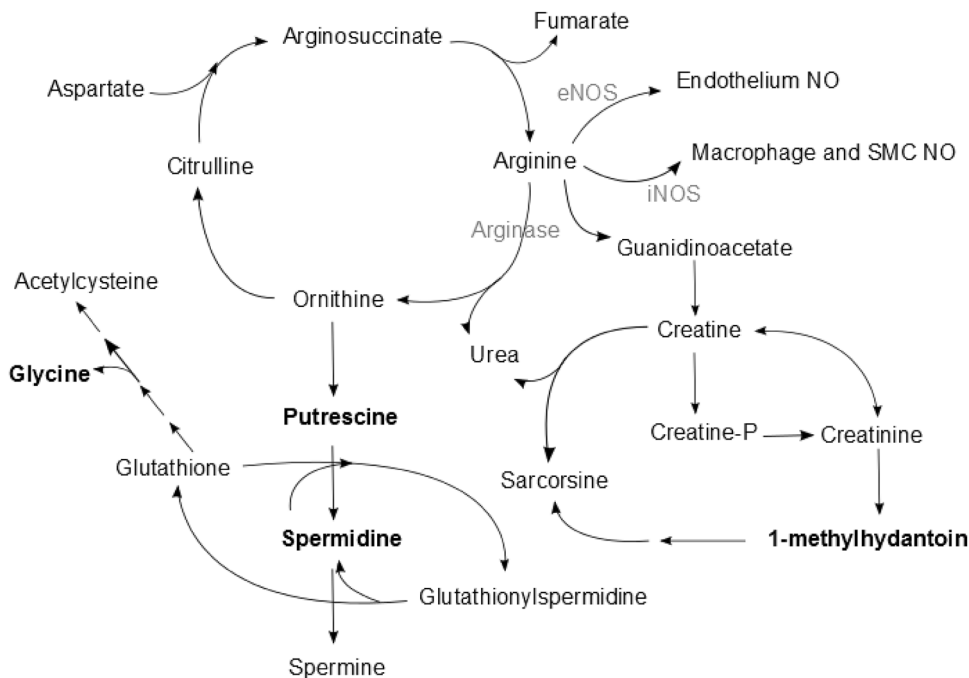 Fumarate
Arginosuccinate
Endothelium NO
Aspartate
eNOS
Macrophage and SMC NO
Citrulline
Arginine
iNOS
Arginase
Guanidinoacetate
Acetylcysteine
Ornithine
Creatine
Urea
Glycine
Putrescine
Creatine-P
Creatinine
Glutathione
Sarcorsine
Spermidine
1-methylhydantoin
Glutathionylspermidine
Spermine